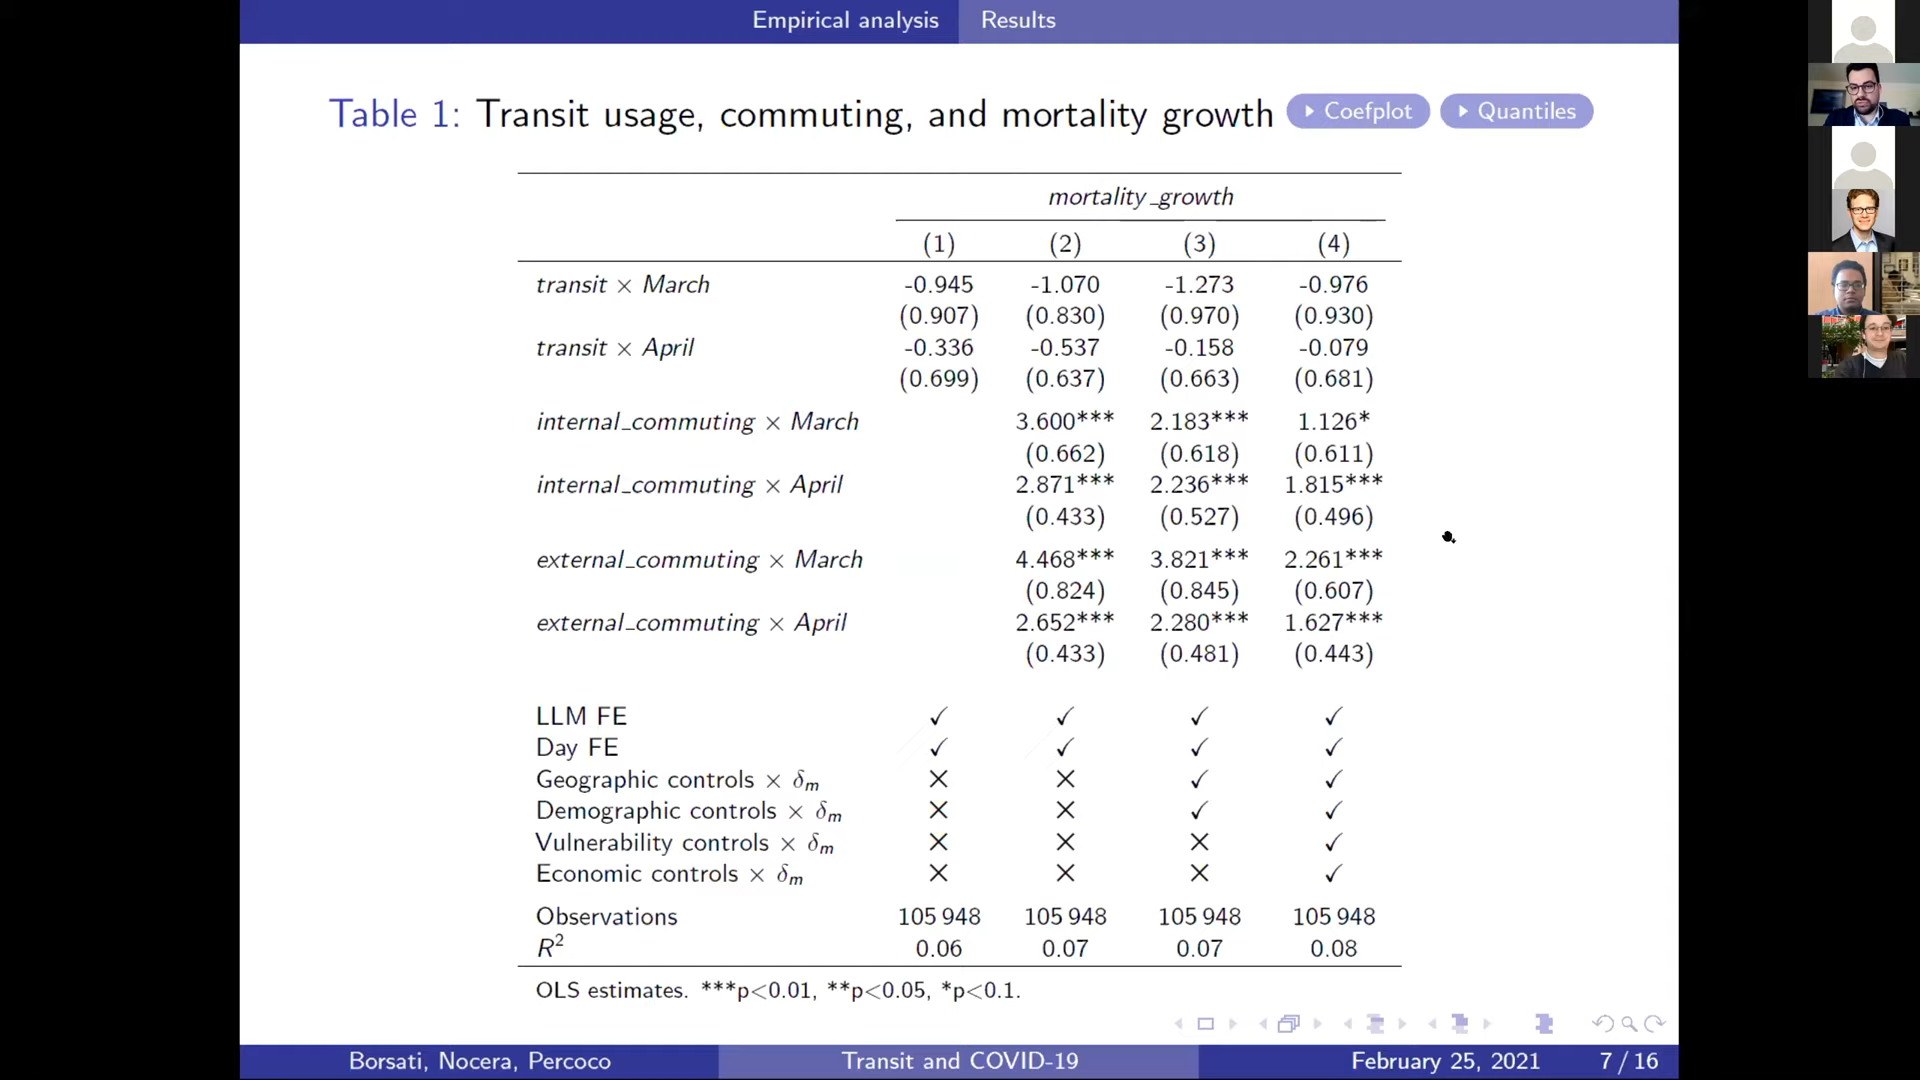 Empirical analysis Results
Table 1: Transit usage, commuting, and mortality growth Coefplot Quantiles
mortality_growth
(1) (2) (3) (4)
transit × March -0.945 -1.070 -1.273 -0.976
(0.907) (0.830) (0.970) (0.930)
transit × April -0.336 -0.537 -0.158 -0.079
(0.699) (0.637) (0.663) (0.681)
internal_commuting × March 3.600*** 2.183*** 1.126*
(0.662) (0.618) (0.611)
internal_commuting × April 2.871*** 2.236*** 1.815***
(0.433) (0.527) (0.496)
external_commuting × March 4.468*** 3.821*** 2.261***
(0.824) (0.845) (0.607)
external_commuting × April 2.652*** 2.280*** 1.627***
(0.433) (0.481) (0.443)
LLM FE ✓ ✓ ✓ ✓
Day FE ✓ ✓ ✓ ✓
Geographic controls × δm × × ✓ ✓
Demographic controls × δm × × ✓ ✓
Vulnerability controls × δm × × × ✓
Economic controls × δm × × × ✓
Observations 105 948 105 948 105 948 105 948
R² 0.06 0.07 0.07 0.08
OLS estimates. ***p<0.01, **p<0.05, *p<0.1.
Borsati, Nocera, Percoco Transit and COVID-19 February 25, 2021 7 / 16